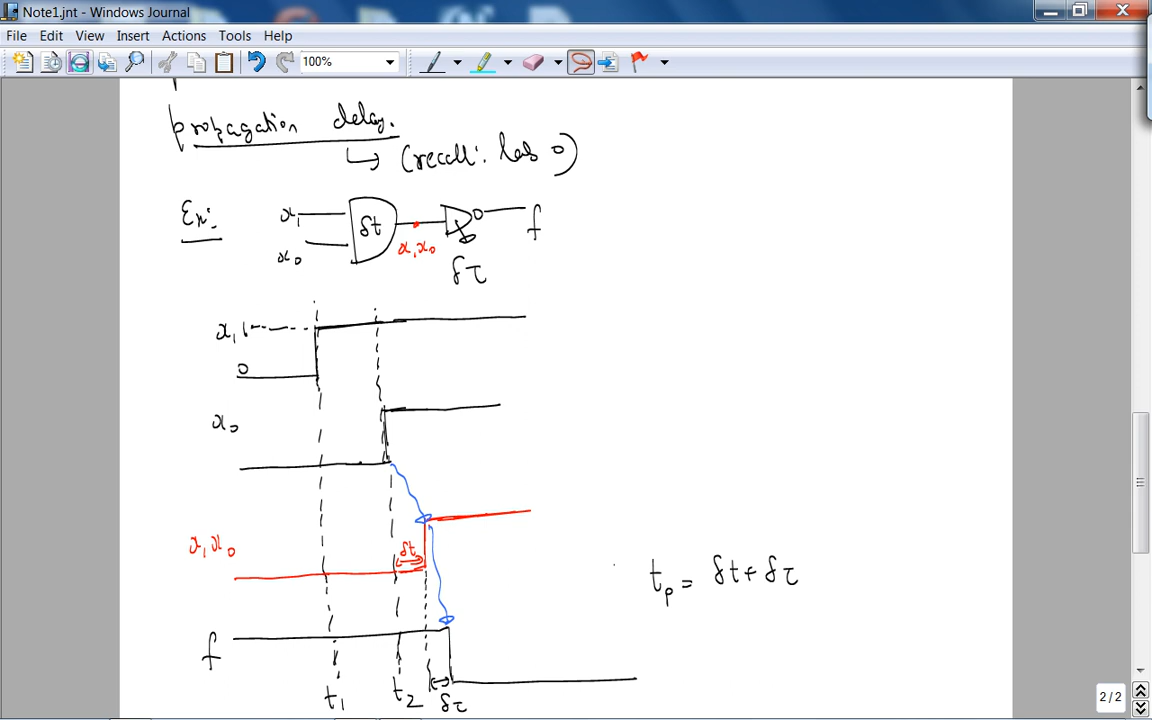 Note1.jnt - Windows Journal
File Edit View Insert Actions Tools Help
100%
propagation delay.
↳ (recall: lab 0)
Ex:
x₁
x₀
δt
x₁x₀
f
δτ
x₁ 1
0
x₀
x₁x₀
δt
tₚ = δt + δτ
f
t₁
t₂
δτ
2/2